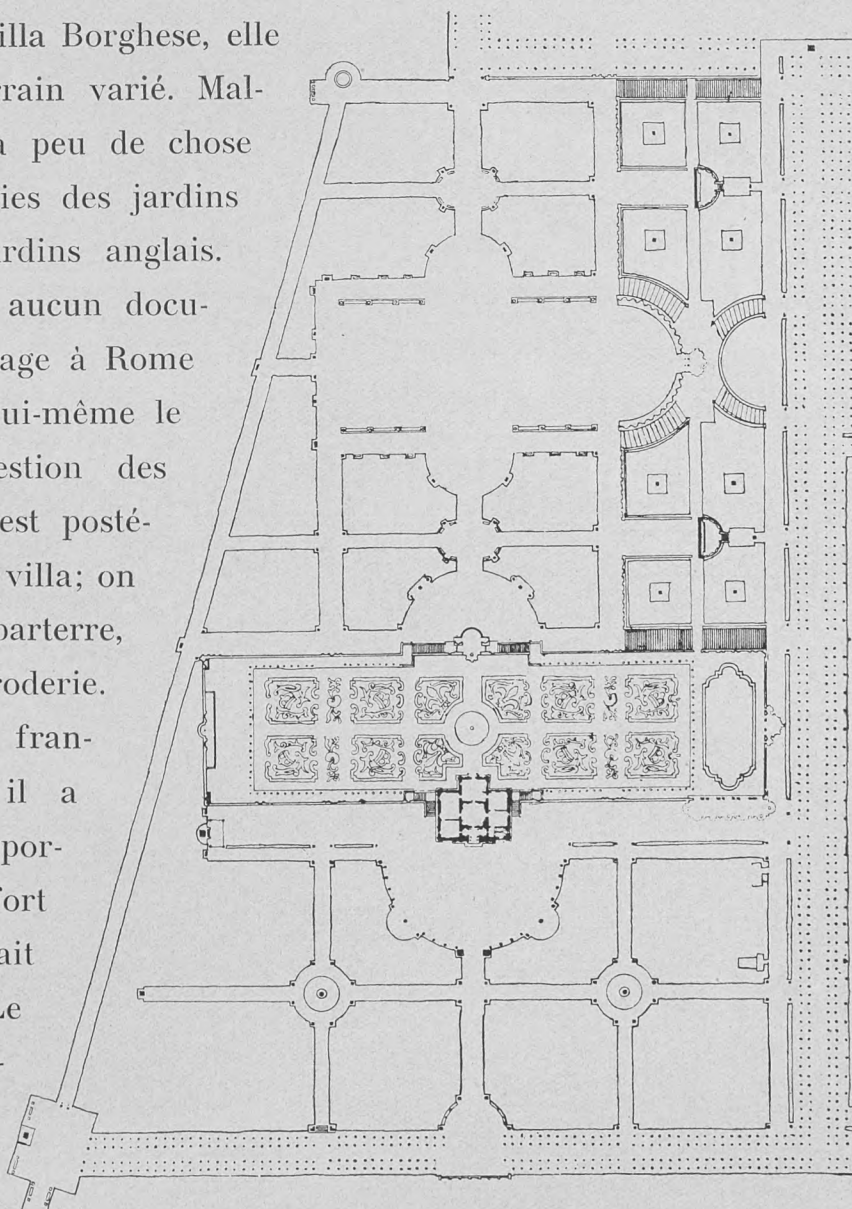 illa Borghese, elle
rrain varié. Mal-
a peu de chose
ies des jardins
rdins anglais.
aucun docu-
age à Rome
ui-même le
estion des
est posté-
villa; on
parterre,
roderie.
fran-
il a
por-
fort
ait
Le
-